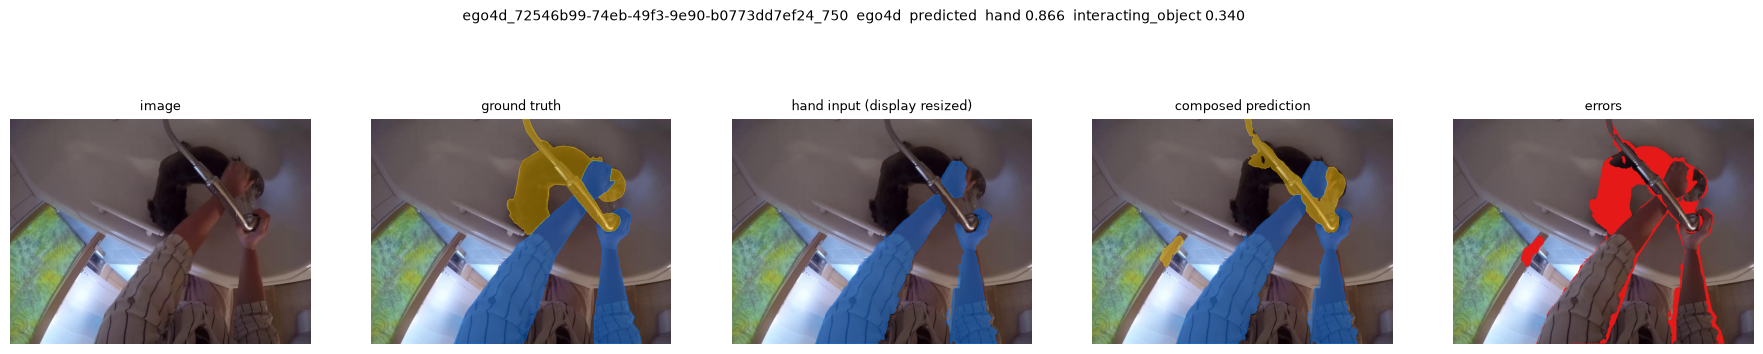 ego4d_72546b99-74eb-49f3-9e90-b0773dd7ef24_750  ego4d  predicted  hand 0.866  interacting_object 0.340
image
ground truth
hand input (display resized)
composed prediction
errors